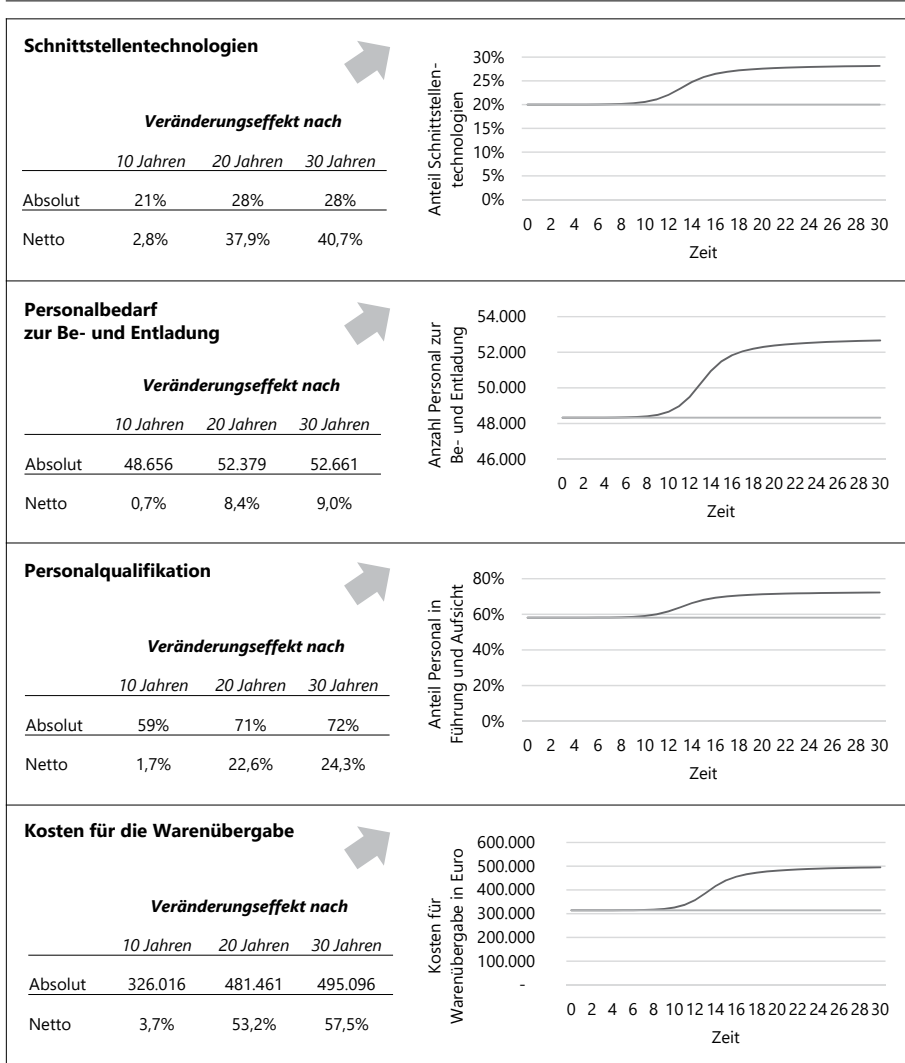 Schnittstellentechnologien
Veränderungseffekt nach
10 Jahren 20 Jahren 30 Jahren
Absolut 21% 28% 28%
Netto 2,8% 37,9% 40,7%
Anteil Schnittstellen-
technologien
30%
25%
20%
15%
10%
5%
0%
0 2 4 6 8 10 12 14 16 18 20 22 24 26 28 30
Zeit
Personalbedarf
zur Be- und Entladung
Veränderungseffekt nach
10 Jahren 20 Jahren 30 Jahren
Absolut 48.656 52.379 52.661
Netto 0,7% 8,4% 9,0%
Anzahl Personal zur
Be- und Entladung
54.000
52.000
50.000
48.000
46.000
0 2 4 6 8 10 12 14 16 18 20 22 24 26 28 30
Zeit
Personalqualifikation
Veränderungseffekt nach
10 Jahren 20 Jahren 30 Jahren
Absolut 59% 71% 72%
Netto 1,7% 22,6% 24,3%
Anteil Personal in
Führung und Aufsicht
80%
60%
40%
20%
0%
0 2 4 6 8 10 12 14 16 18 20 22 24 26 28 30
Zeit
Kosten für die Warenübergabe
Veränderungseffekt nach
10 Jahren 20 Jahren 30 Jahren
Absolut 326.016 481.461 495.096
Netto 3,7% 53,2% 57,5%
Kosten für
Warenübergabe in Euro
600.000
500.000
400.000
300.000
200.000
100.000
-
0 2 4 6 8 10 12 14 16 18 20 22 24 26 28 30
Zeit